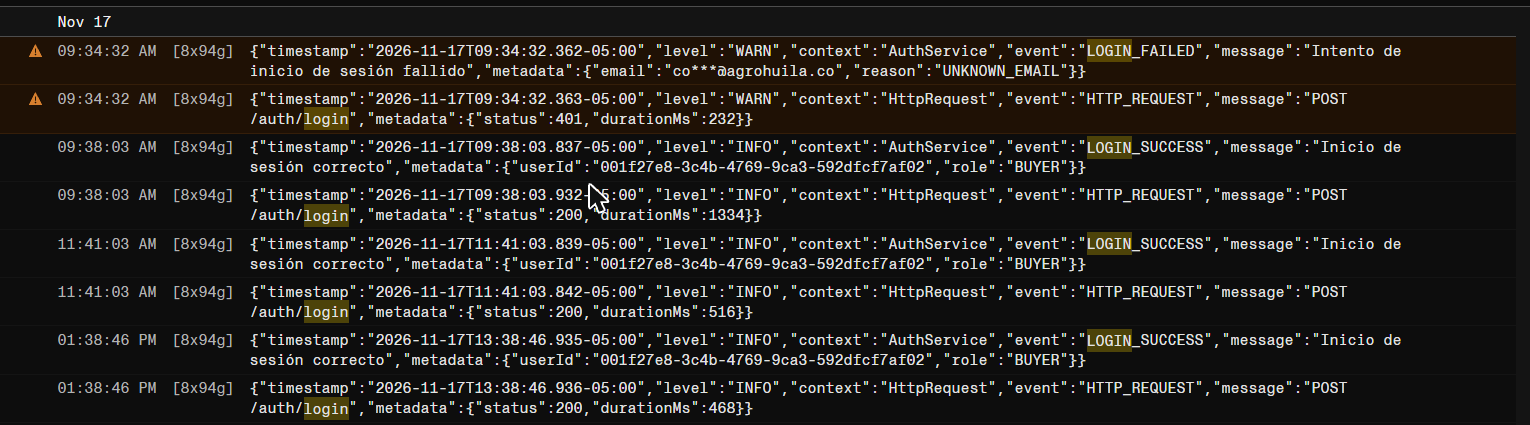 Nov 17
09:34:32 AM [8x94g] {"timestamp":"2026-11-17T09:34:32.362-05:00","level":"WARN","context":"AuthService","event":"LOGIN_FAILED","message":"Intento de
inicio de sesión fallido","metadata":{"email":"co***@agrohuila.co","reason":"UNKNOWN_EMAIL"}}
09:34:32 AM [8x94g] {"timestamp":"2026-11-17T09:34:32.363-05:00","level":"WARN","context":"HttpRequest","event":"HTTP_REQUEST","message":"POST
/auth/login","metadata":{"status":401,"durationMs":232}}
09:38:03 AM [8x94g] {"timestamp":"2026-11-17T09:38:03.837-05:00","level":"INFO","context":"AuthService","event":"LOGIN_SUCCESS","message":"Inicio de
sesión correcto","metadata":{"userId":"001f27e8-3c4b-4769-9ca3-592dfcf7af02","role":"BUYER"}}
09:38:03 AM [8x94g] {"timestamp":"2026-11-17T09:38:03.932-05:00","level":"INFO","context":"HttpRequest","event":"HTTP_REQUEST","message":"POST
/auth/login","metadata":{"status":200,"durationMs":1334}}
11:41:03 AM [8x94g] {"timestamp":"2026-11-17T11:41:03.839-05:00","level":"INFO","context":"AuthService","event":"LOGIN_SUCCESS","message":"Inicio de
sesión correcto","metadata":{"userId":"001f27e8-3c4b-4769-9ca3-592dfcf7af02","role":"BUYER"}}
11:41:03 AM [8x94g] {"timestamp":"2026-11-17T11:41:03.842-05:00","level":"INFO","context":"HttpRequest","event":"HTTP_REQUEST","message":"POST
/auth/login","metadata":{"status":200,"durationMs":516}}
01:38:46 PM [8x94g] {"timestamp":"2026-11-17T13:38:46.935-05:00","level":"INFO","context":"AuthService","event":"LOGIN_SUCCESS","message":"Inicio de
sesión correcto","metadata":{"userId":"001f27e8-3c4b-4769-9ca3-592dfcf7af02","role":"BUYER"}}
01:38:46 PM [8x94g] {"timestamp":"2026-11-17T13:38:46.936-05:00","level":"INFO","context":"HttpRequest","event":"HTTP_REQUEST","message":"POST
/auth/login","metadata":{"status":200,"durationMs":468}}